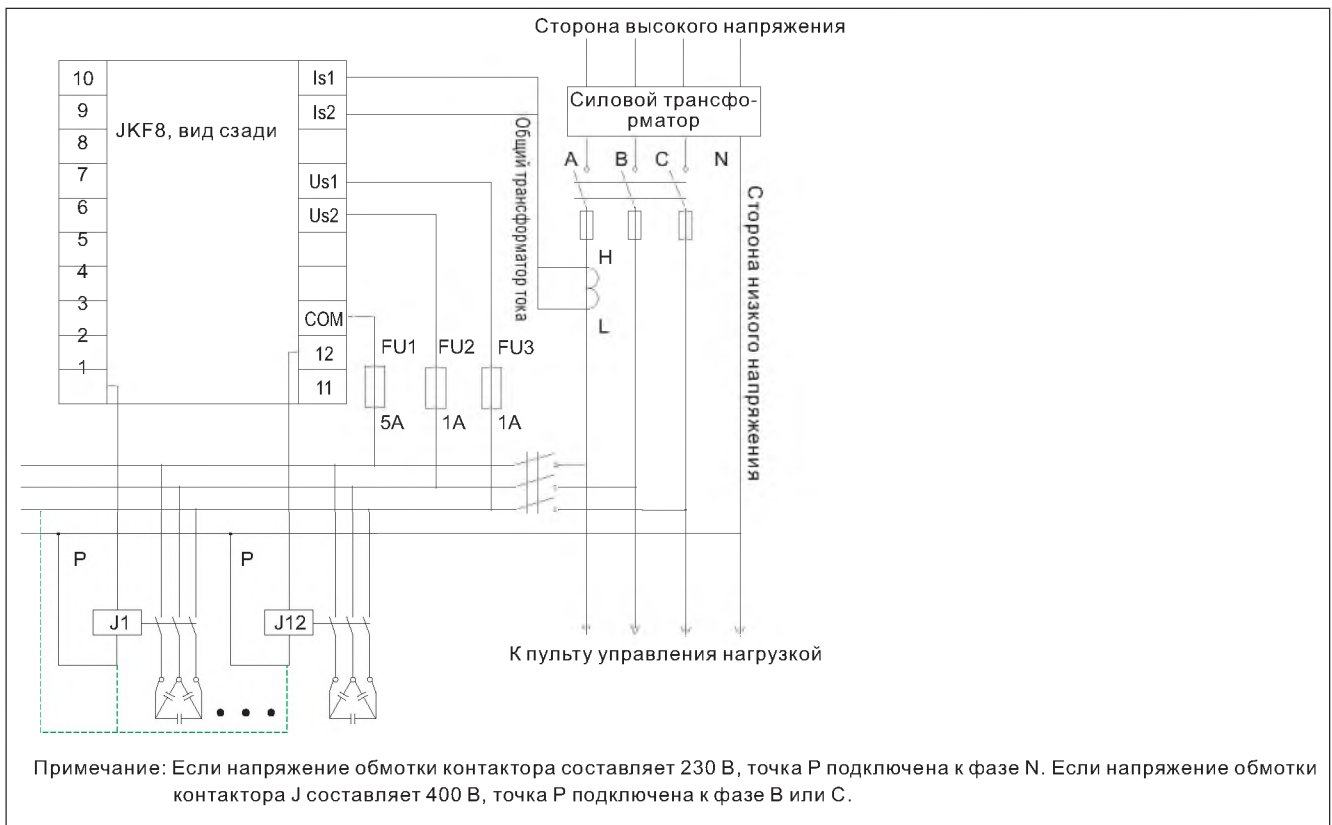 Сторона высокого напряжения
10
9
8
7
6
5
4
3
2
1
JKF8, вид сзади
Is1
Is2
Us1
Us2
COM
12
11
Общий трансформатор тока
Силовой трансфо-
рматор
A B C N
H
L
Сторона низкого напряжения
FU1 FU2 FU3
5A 1A 1A
P P
J1 J12
К пульту управления нагрузкой
Примечание: Если напряжение обмотки контактора составляет 230 В, точка P подключена к фазе N. Если напряжение обмотки
контактора J составляет 400 В, точка P подключена к фазе B или C.